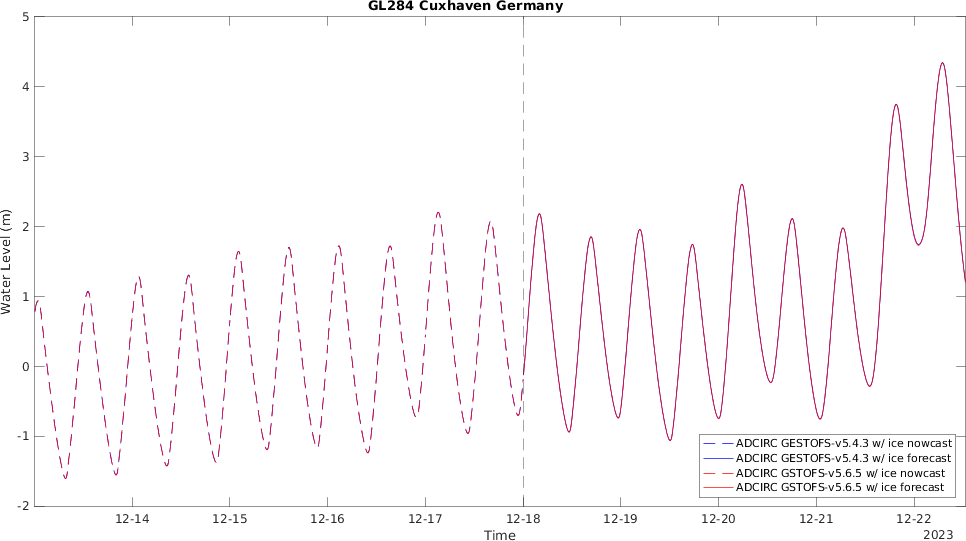 GL284 Cuxhaven Germany
5
4
3
2
1
0
-1
-2
Water Level (m)
ADCIRC GESTOFS-v5.4.3 w/ ice nowcast
ADCIRC GESTOFS-v5.4.3 w/ ice forecast
ADCIRC GSTOFS-v5.6.5 w/ ice nowcast
ADCIRC GSTOFS-v5.6.5 w/ ice forecast
12-14 12-15 12-16 12-17 12-18 12-19 12-20 12-21 12-22
Time
2023